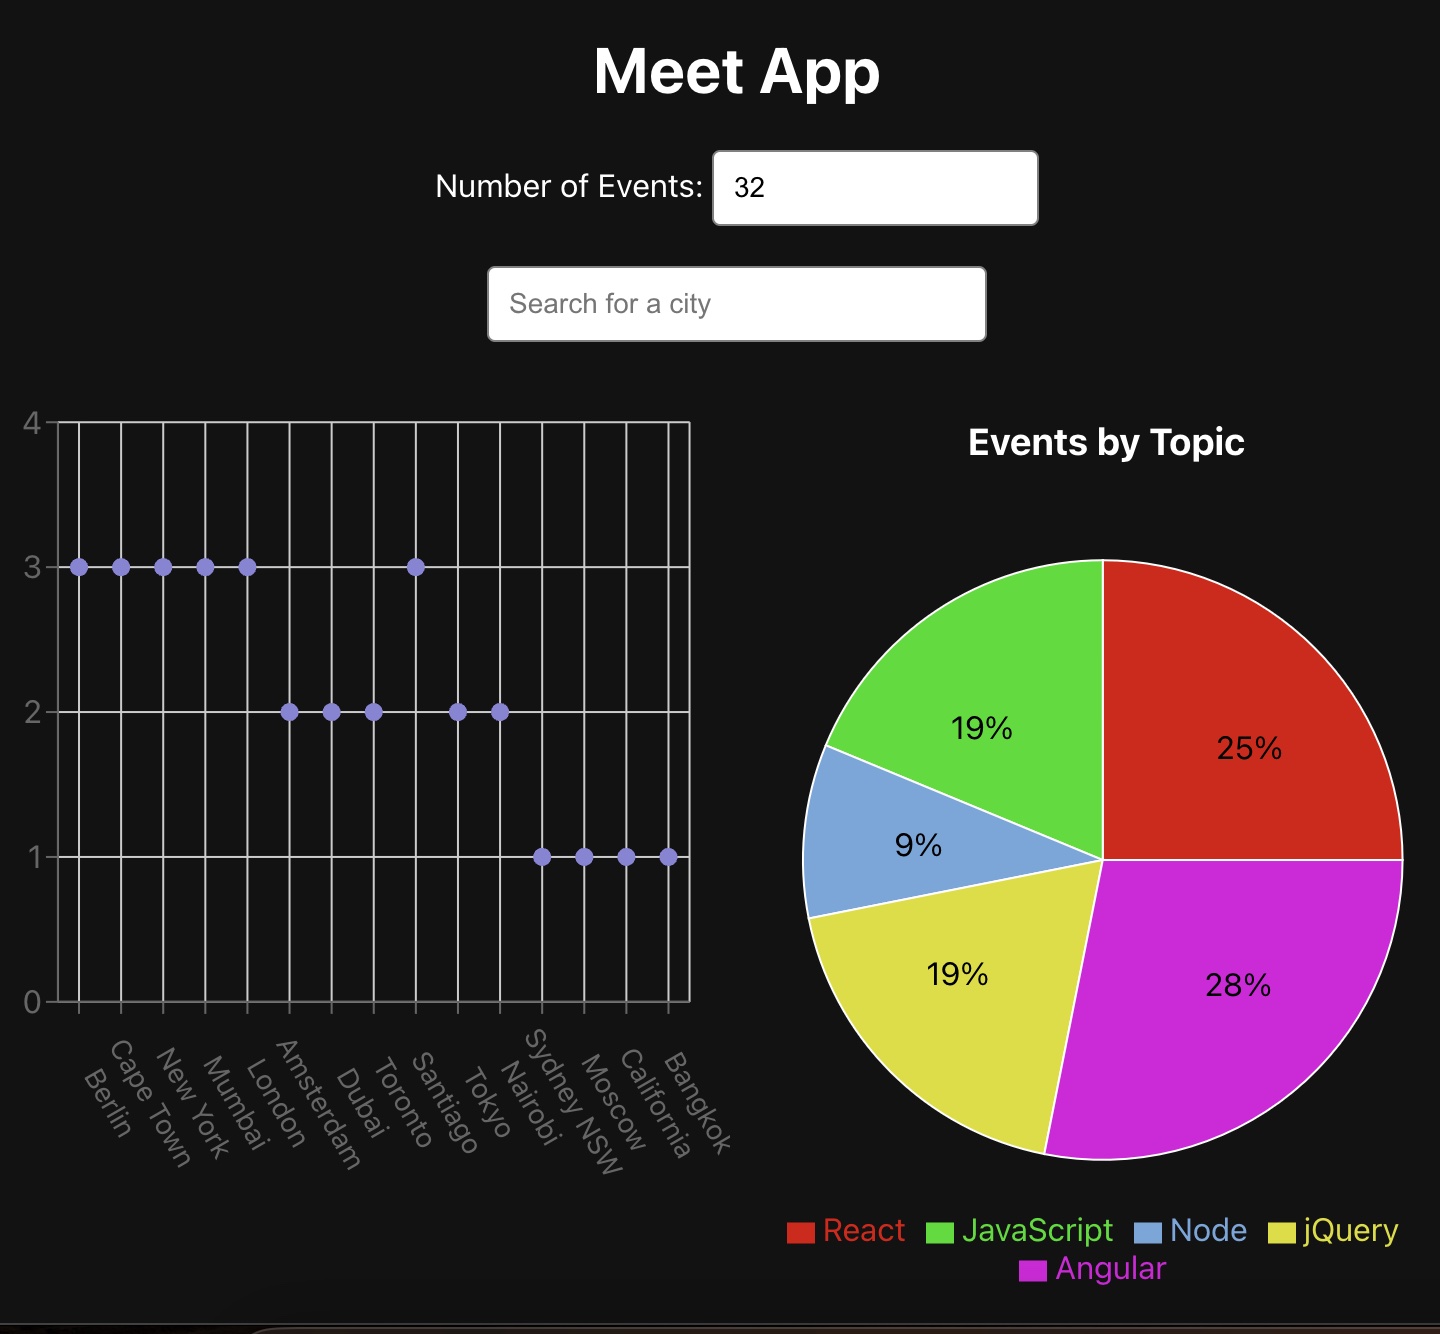 Meet App
Number of Events: 32
Search for a city
4
3
2
1
0
Berlin
Cape Town
New York
Mumbai
London
Amsterdam
Dubai
Toronto
Santiago
Tokyo
Nairobi
Sydney NSW
Moscow
California
Bangkok
Events by Topic
19%
25%
9%
19%
28%
React JavaScript Node jQuery
Angular